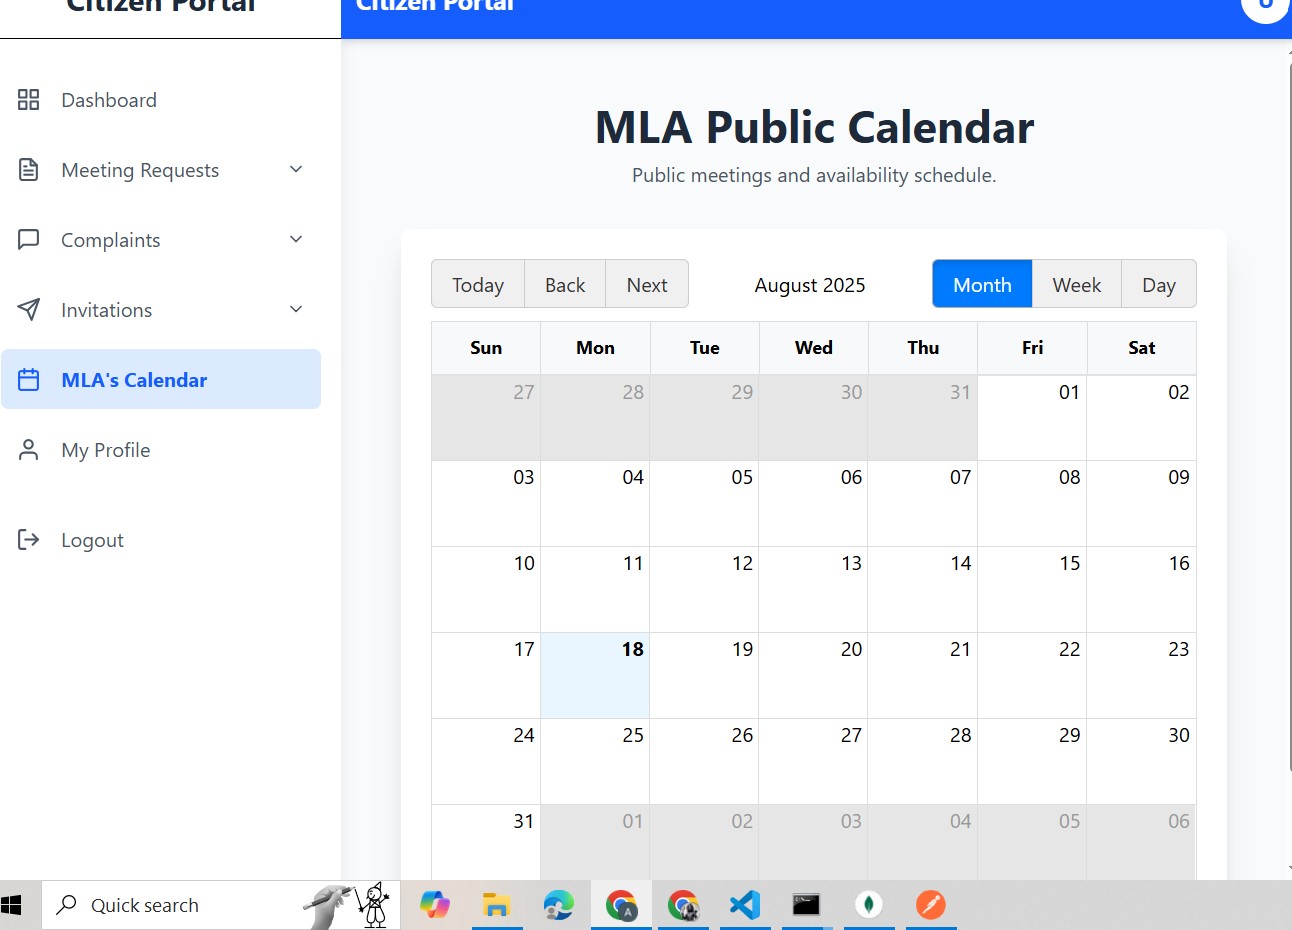 Citizen Portal
Citizen Portal
U
Dashboard
Meeting Requests
Complaints
Invitations
MLA's Calendar
My Profile
Logout
MLA Public Calendar
Public meetings and availability schedule.
Today Back Next August 2025 Month Week Day
Sun Mon Tue Wed Thu Fri Sat
27 28 29 30 31 01 02
03 04 05 06 07 08 09
10 11 12 13 14 15 16
17 18 19 20 21 22 23
24 25 26 27 28 29 30
31 01 02 03 04 05 06
Quick search
A